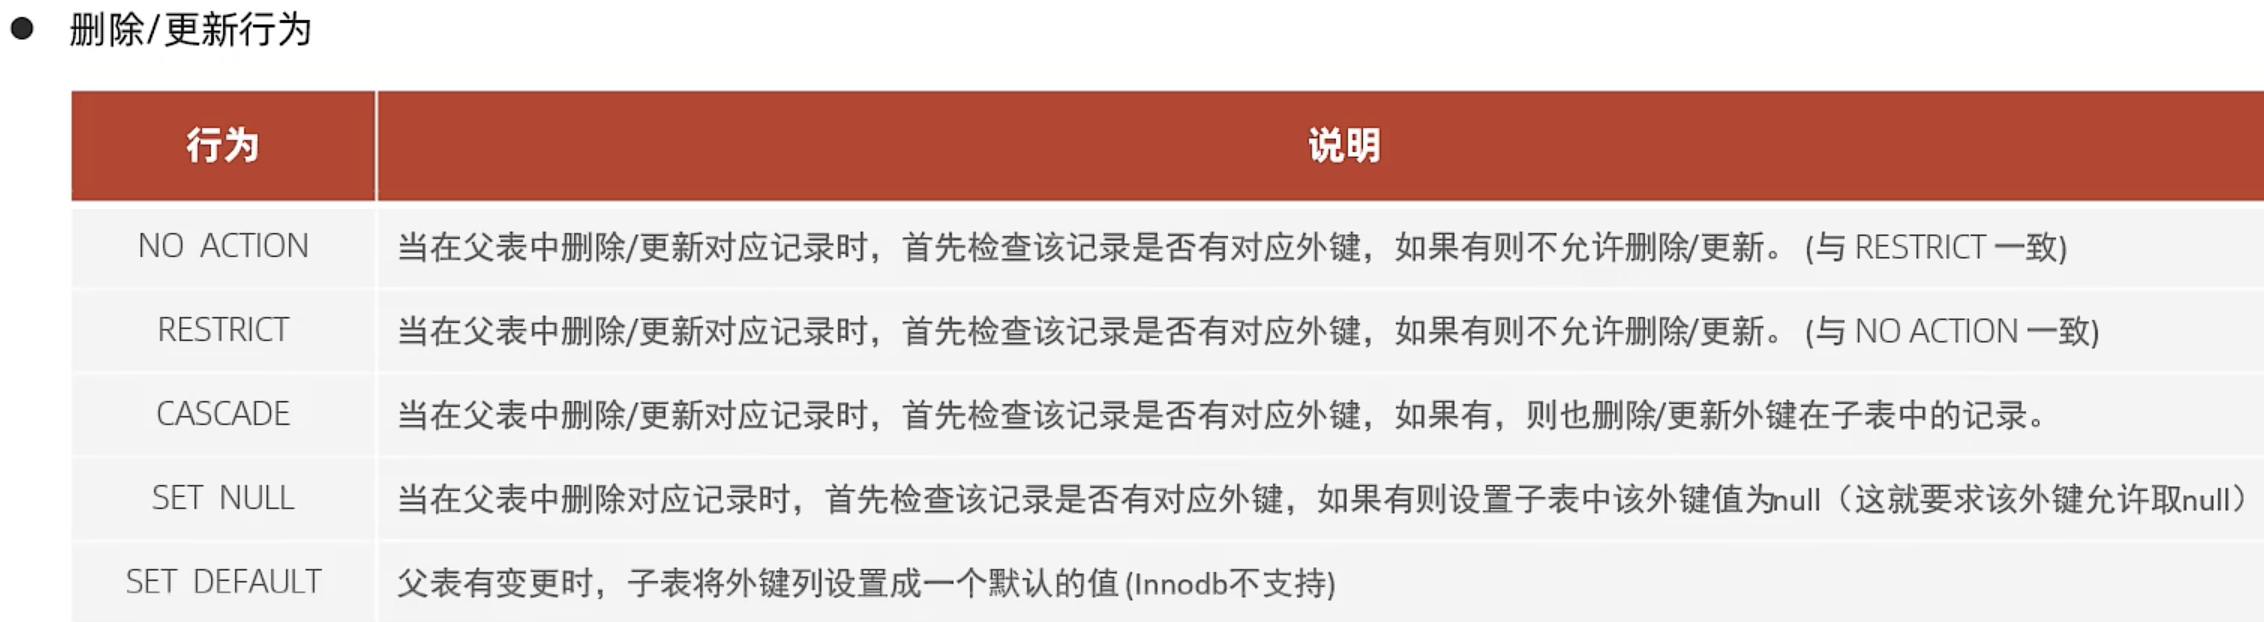 ● 删除/更新行为
行为 说明
NO ACTION 当在父表中删除/更新对应记录时，首先检查该记录是否有对应外键，如果有则不允许删除/更新。 (与 RESTRICT 一致)
RESTRICT 当在父表中删除/更新对应记录时，首先检查该记录是否有对应外键，如果有则不允许删除/更新。 (与 NO ACTION 一致)
CASCADE 当在父表中删除/更新对应记录时，首先检查该记录是否有对应外键，如果有，则也删除/更新外键在子表中的记录。
SET NULL 当在父表中删除对应记录时，首先检查该记录是否有对应外键，如果有则设置子表中该外键值为null（这就要求该外键允许取null）
SET DEFAULT 父表有变更时，子表将外键列设置成一个默认的值 (Innodb不支持)